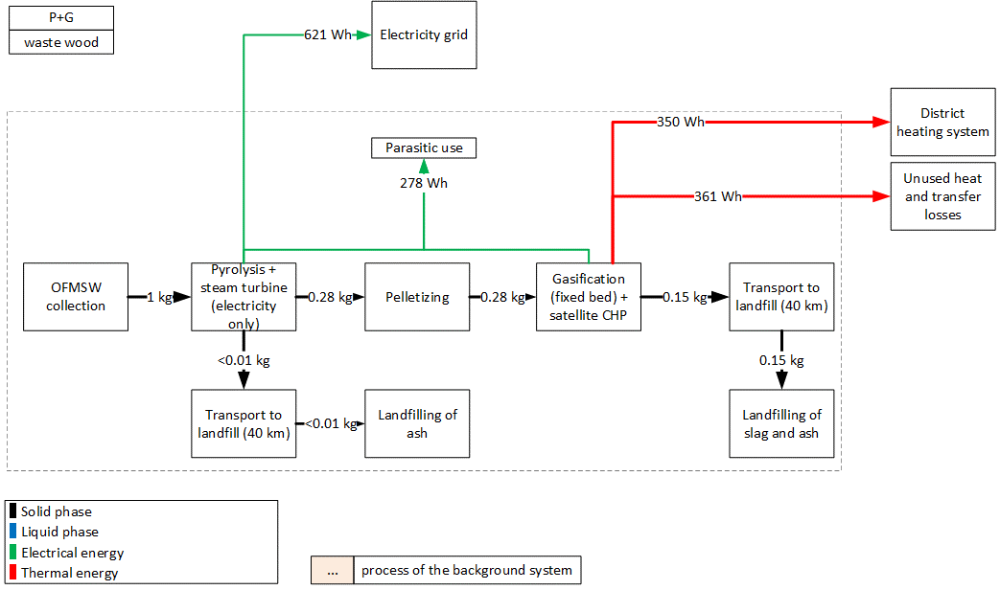 P+G
waste wood
621 Wh
Electricity grid
350 Wh
District
heating system
Parasitic use
278 Wh
361 Wh
Unused heat
and transfer
losses
OFMSW
collection
1 kg
Pyrolysis +
steam turbine
(electricity
only)
0.28 kg
Pelletizing
0.28 kg
Gasification
(fixed bed) +
satellite CHP
0.15 kg
Transport to
landfill (40 km)
<0.01 kg
0.15 kg
Transport to
landfill (40 km)
<0.01 kg
Landfilling of
ash
Landfilling of
slag and ash
Solid phase
Liquid phase
Electrical energy
Thermal energy
... process of the background system